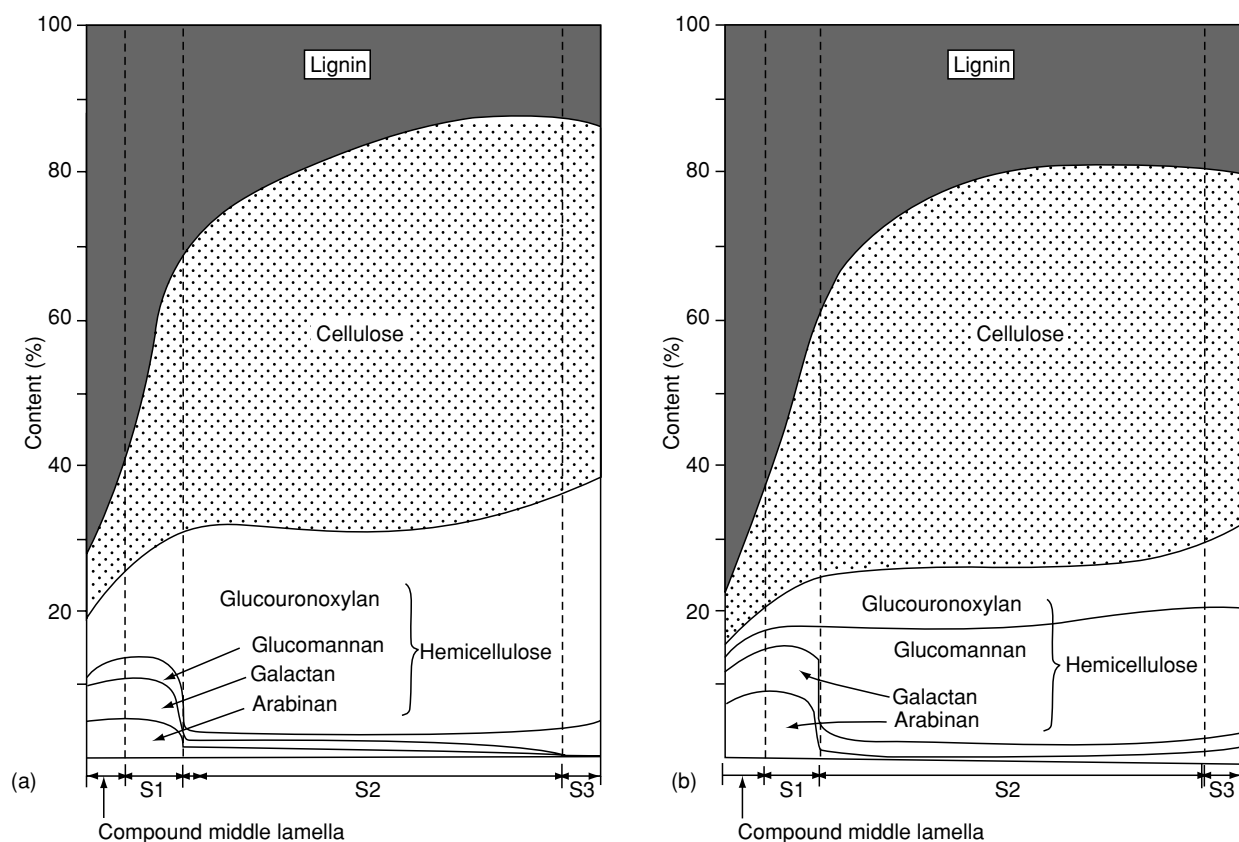 100
Lignin
80
60
Cellulose
Content (%)
40
20
Glucouronoxylan
Glucomannan
Hemicellulose
Galactan
Arabinan
(a)
S1
S2
S3
Compound middle lamella
100
Lignin
80
60
Cellulose
Content (%)
40
20
Glucouronoxylan
Glucomannan
Hemicellulose
Galactan
Arabinan
(b)
S1
S2
S3
Compound middle lamella